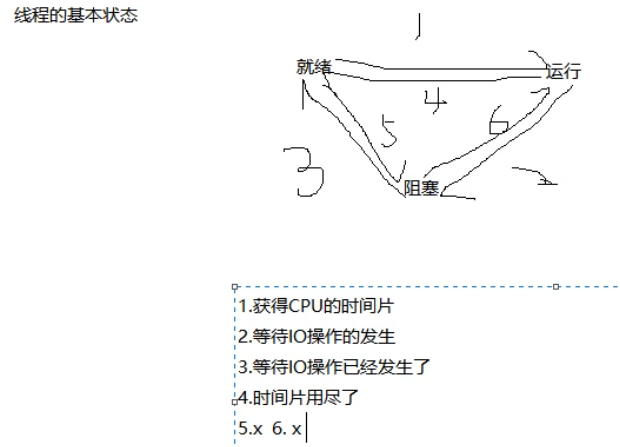 线程的基本状态
1
就绪
运行
4
5
6
3
阻塞
2
1.获得CPU的时间片
2.等待IO操作的发生
3.等待IO操作已经发生了
4.时间片用尽了
5.x 6. x